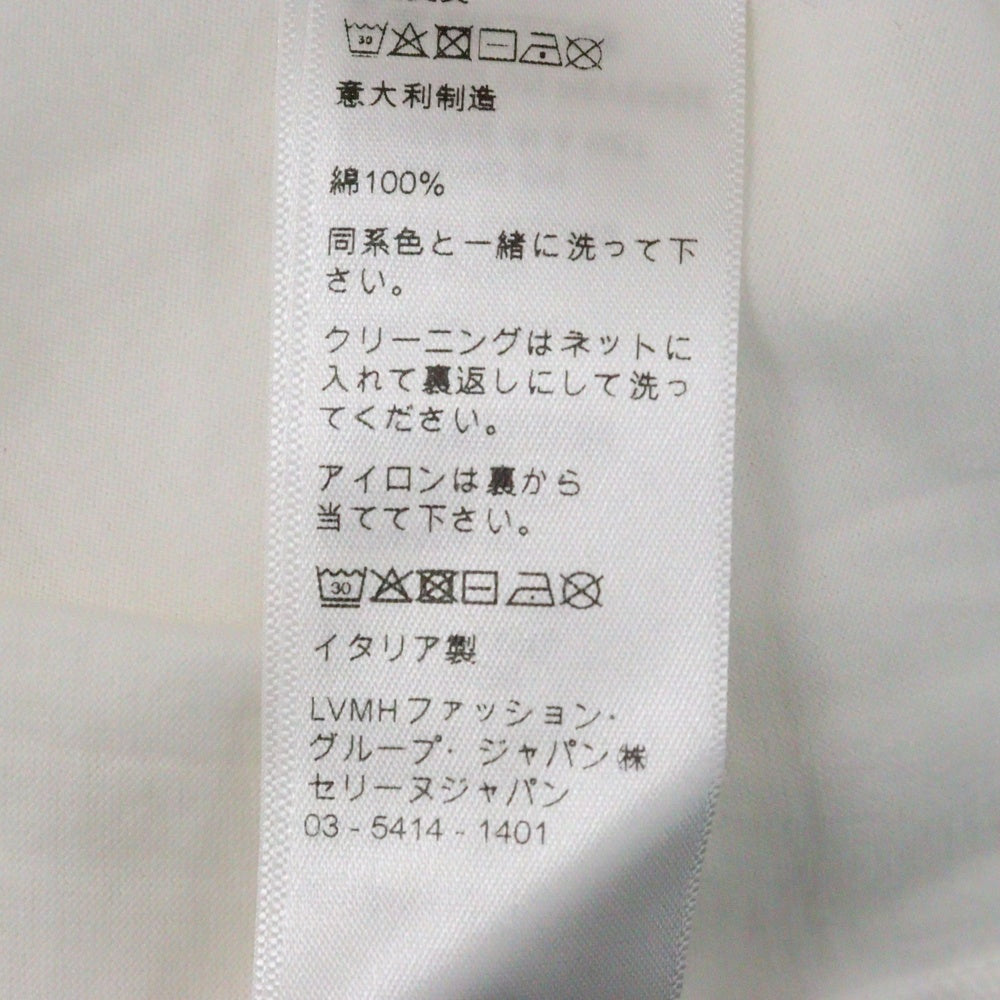 30
意大利制造
綿100%
同系色と一緒に洗って下
さい。
クリーニングはネットに
入れて裏返しにして洗っ
てください。
アイロンは裏から
当てて下さい。
30
イタリア製
LVMHファッション·
グループ· ジャパン㈱
セリーヌジャパン
03 - 5414 - 1401